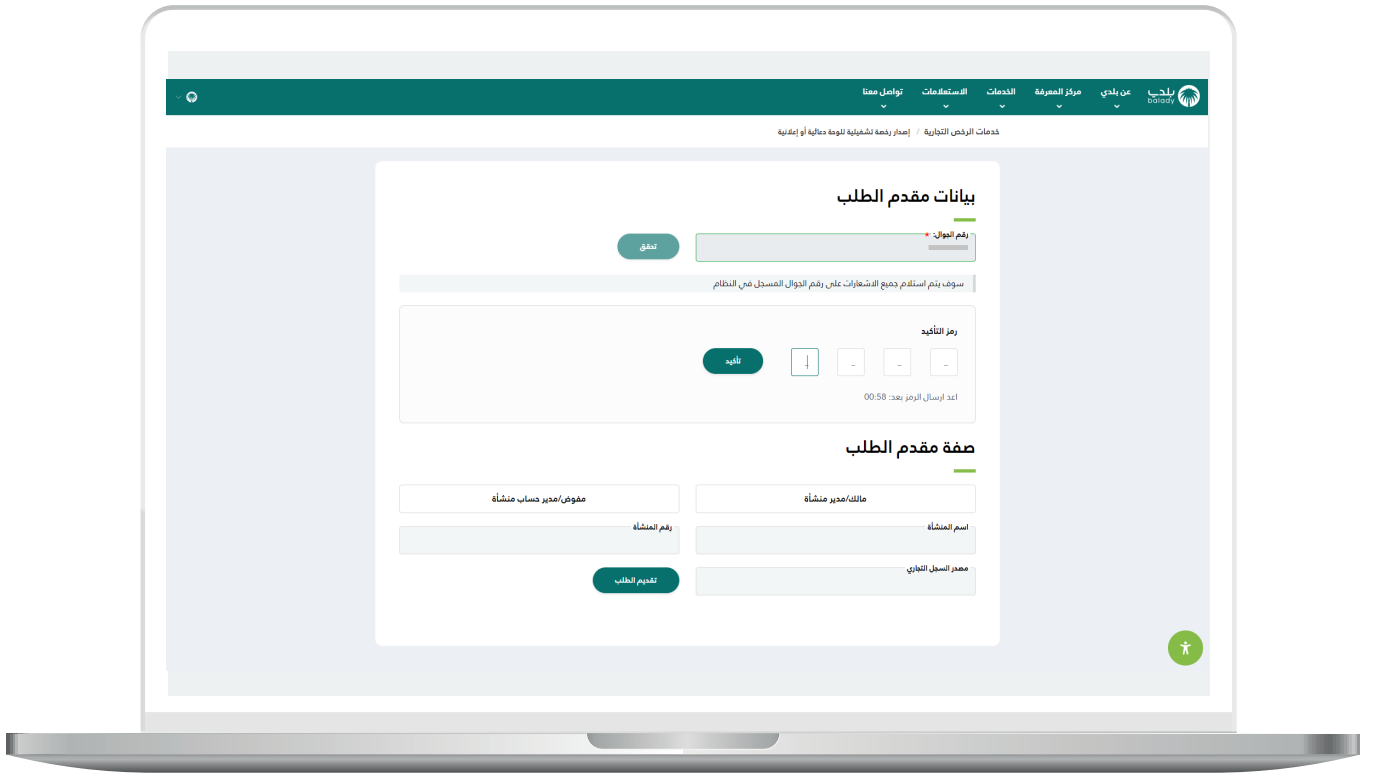 بلدي
balady
عن بلدي
مركز المعرفة
الخدمات
الاستعلامات
تواصل معنا
خدمات الرخص التجارية / إصدار رخصة تشغيلية للوحة دعائية أو إعلانية
بيانات مقدم الطلب
رقم الجوال: *
تحقق
سوف يتم استلام جميع الاشعارات على رقم الجوال المسجل في النظام
رمز التأكيد
_ _ _ _
تأكيد
اعد ارسال الرمز بعد: 00:58
صفة مقدم الطلب
مالك/مدير منشأة
مفوض/مدير حساب منشأة
اسم المنشأة
رقم المنشأة
مصدر السجل التجاري
تقديم الطلب